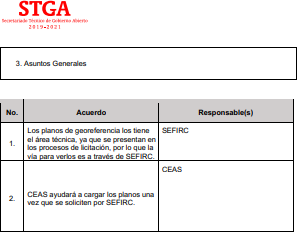 STGA
Secretariado Técnico de Gobierno Abierto
2019-2021
3. Asuntos Generales
No. Acuerdo Responsable(s)
1. Los planos de georeferencia los tiene
el área técnica, ya que se presentan en
los procesos de licitación, por lo que la
vía para verlos es a través de SEFIRC.
SEFIRC
2. CEAS ayudará a cargar los planos una
vez que se soliciten por SEFIRC.
CEAS